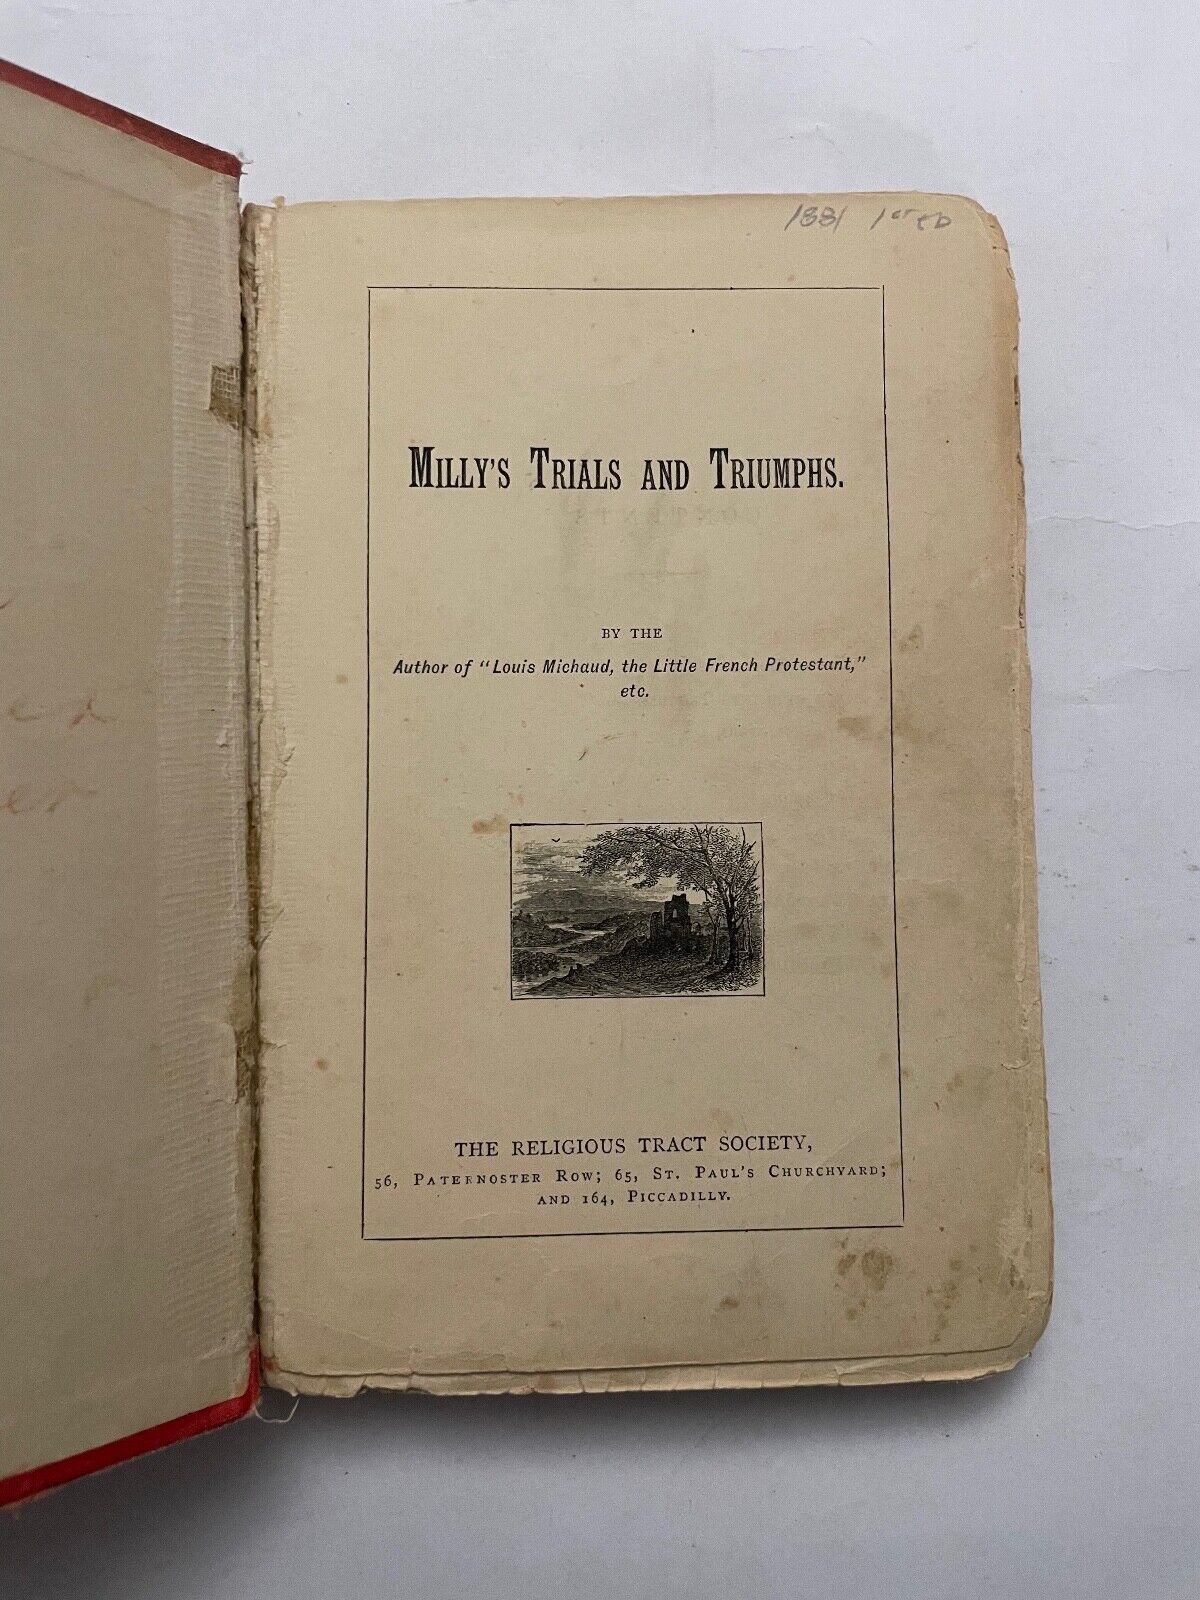 1881 1st ED
MILLY'S TRIALS AND TRIUMPHS.
BY THE
Author of "Louis Michaud, the Little French Protestant,"
etc.
THE RELIGIOUS TRACT SOCIETY,
56, PATERNOSTER ROW; 65, ST. PAUL'S CHURCHYARD;
AND 164, PICCADILLY.